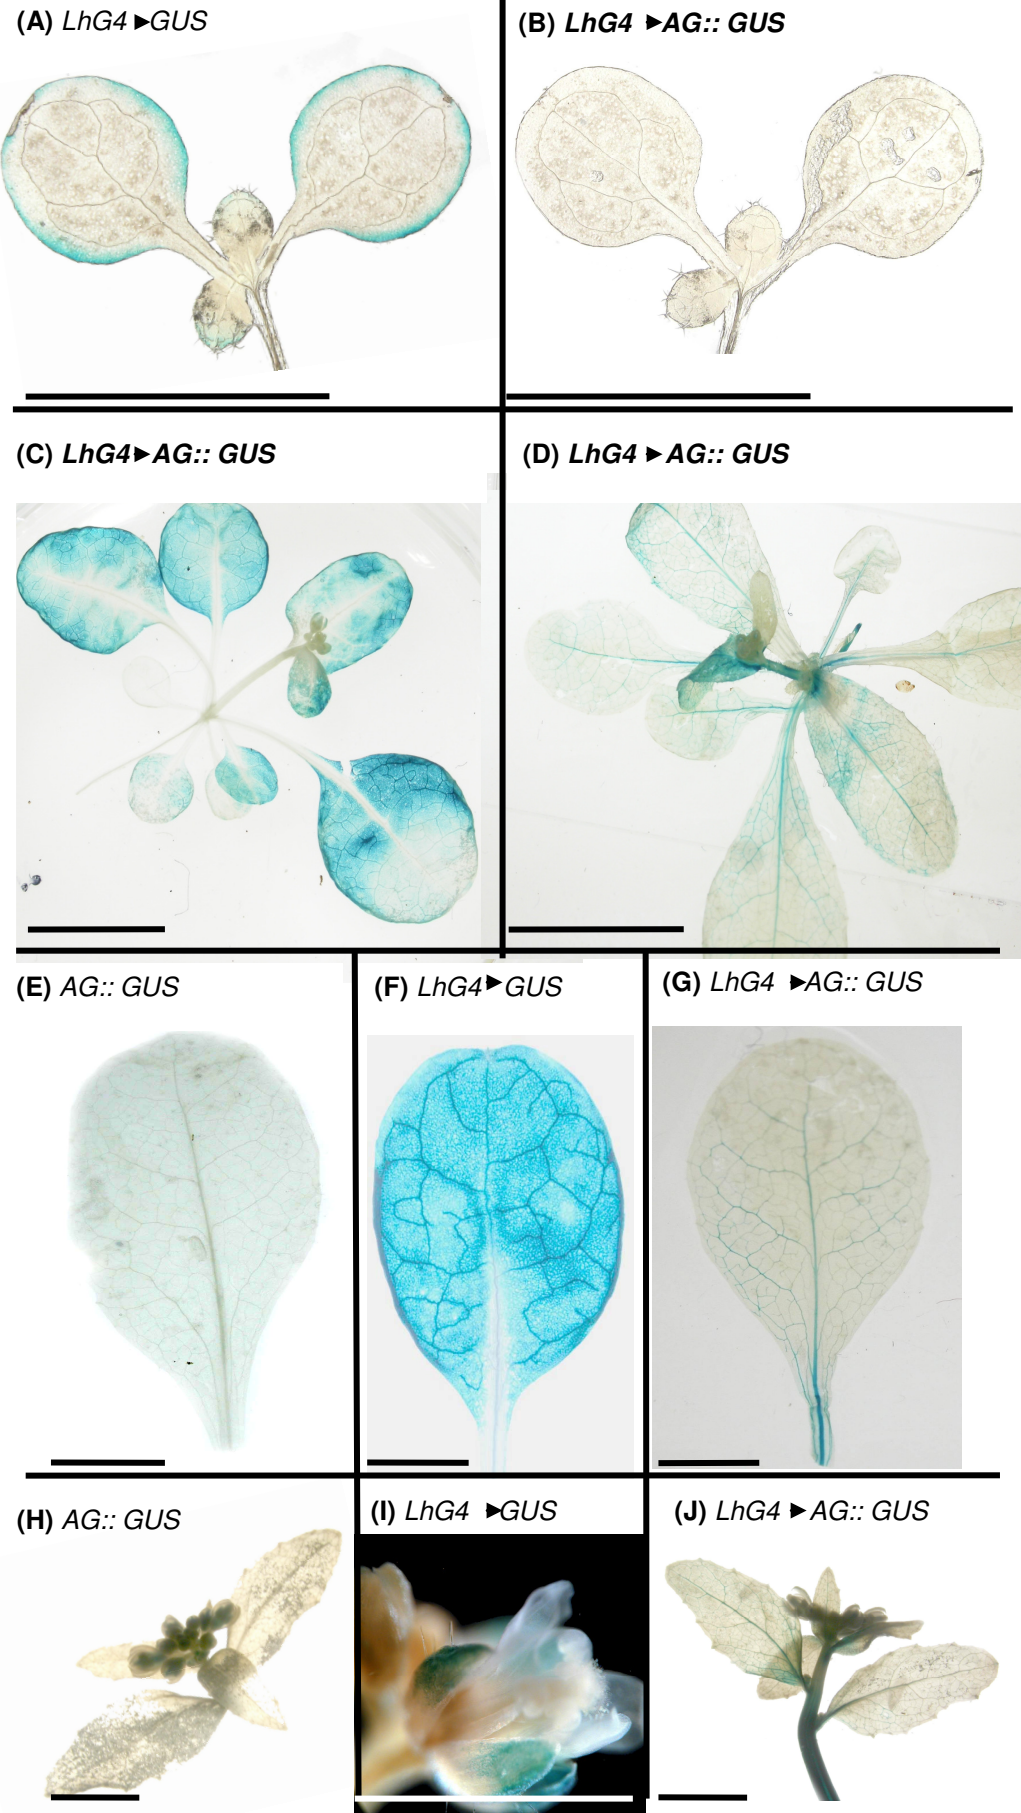 (A) LhG4 ►GUS
(B) LhG4 ►AG:: GUS
(C) LhG4►AG:: GUS
(D) LhG4 ►AG:: GUS
(E) AG:: GUS
(F) LhG4►GUS
(G) LhG4 ►AG:: GUS
(H) AG:: GUS
(I) LhG4 ►GUS
(J) LhG4 ►AG:: GUS